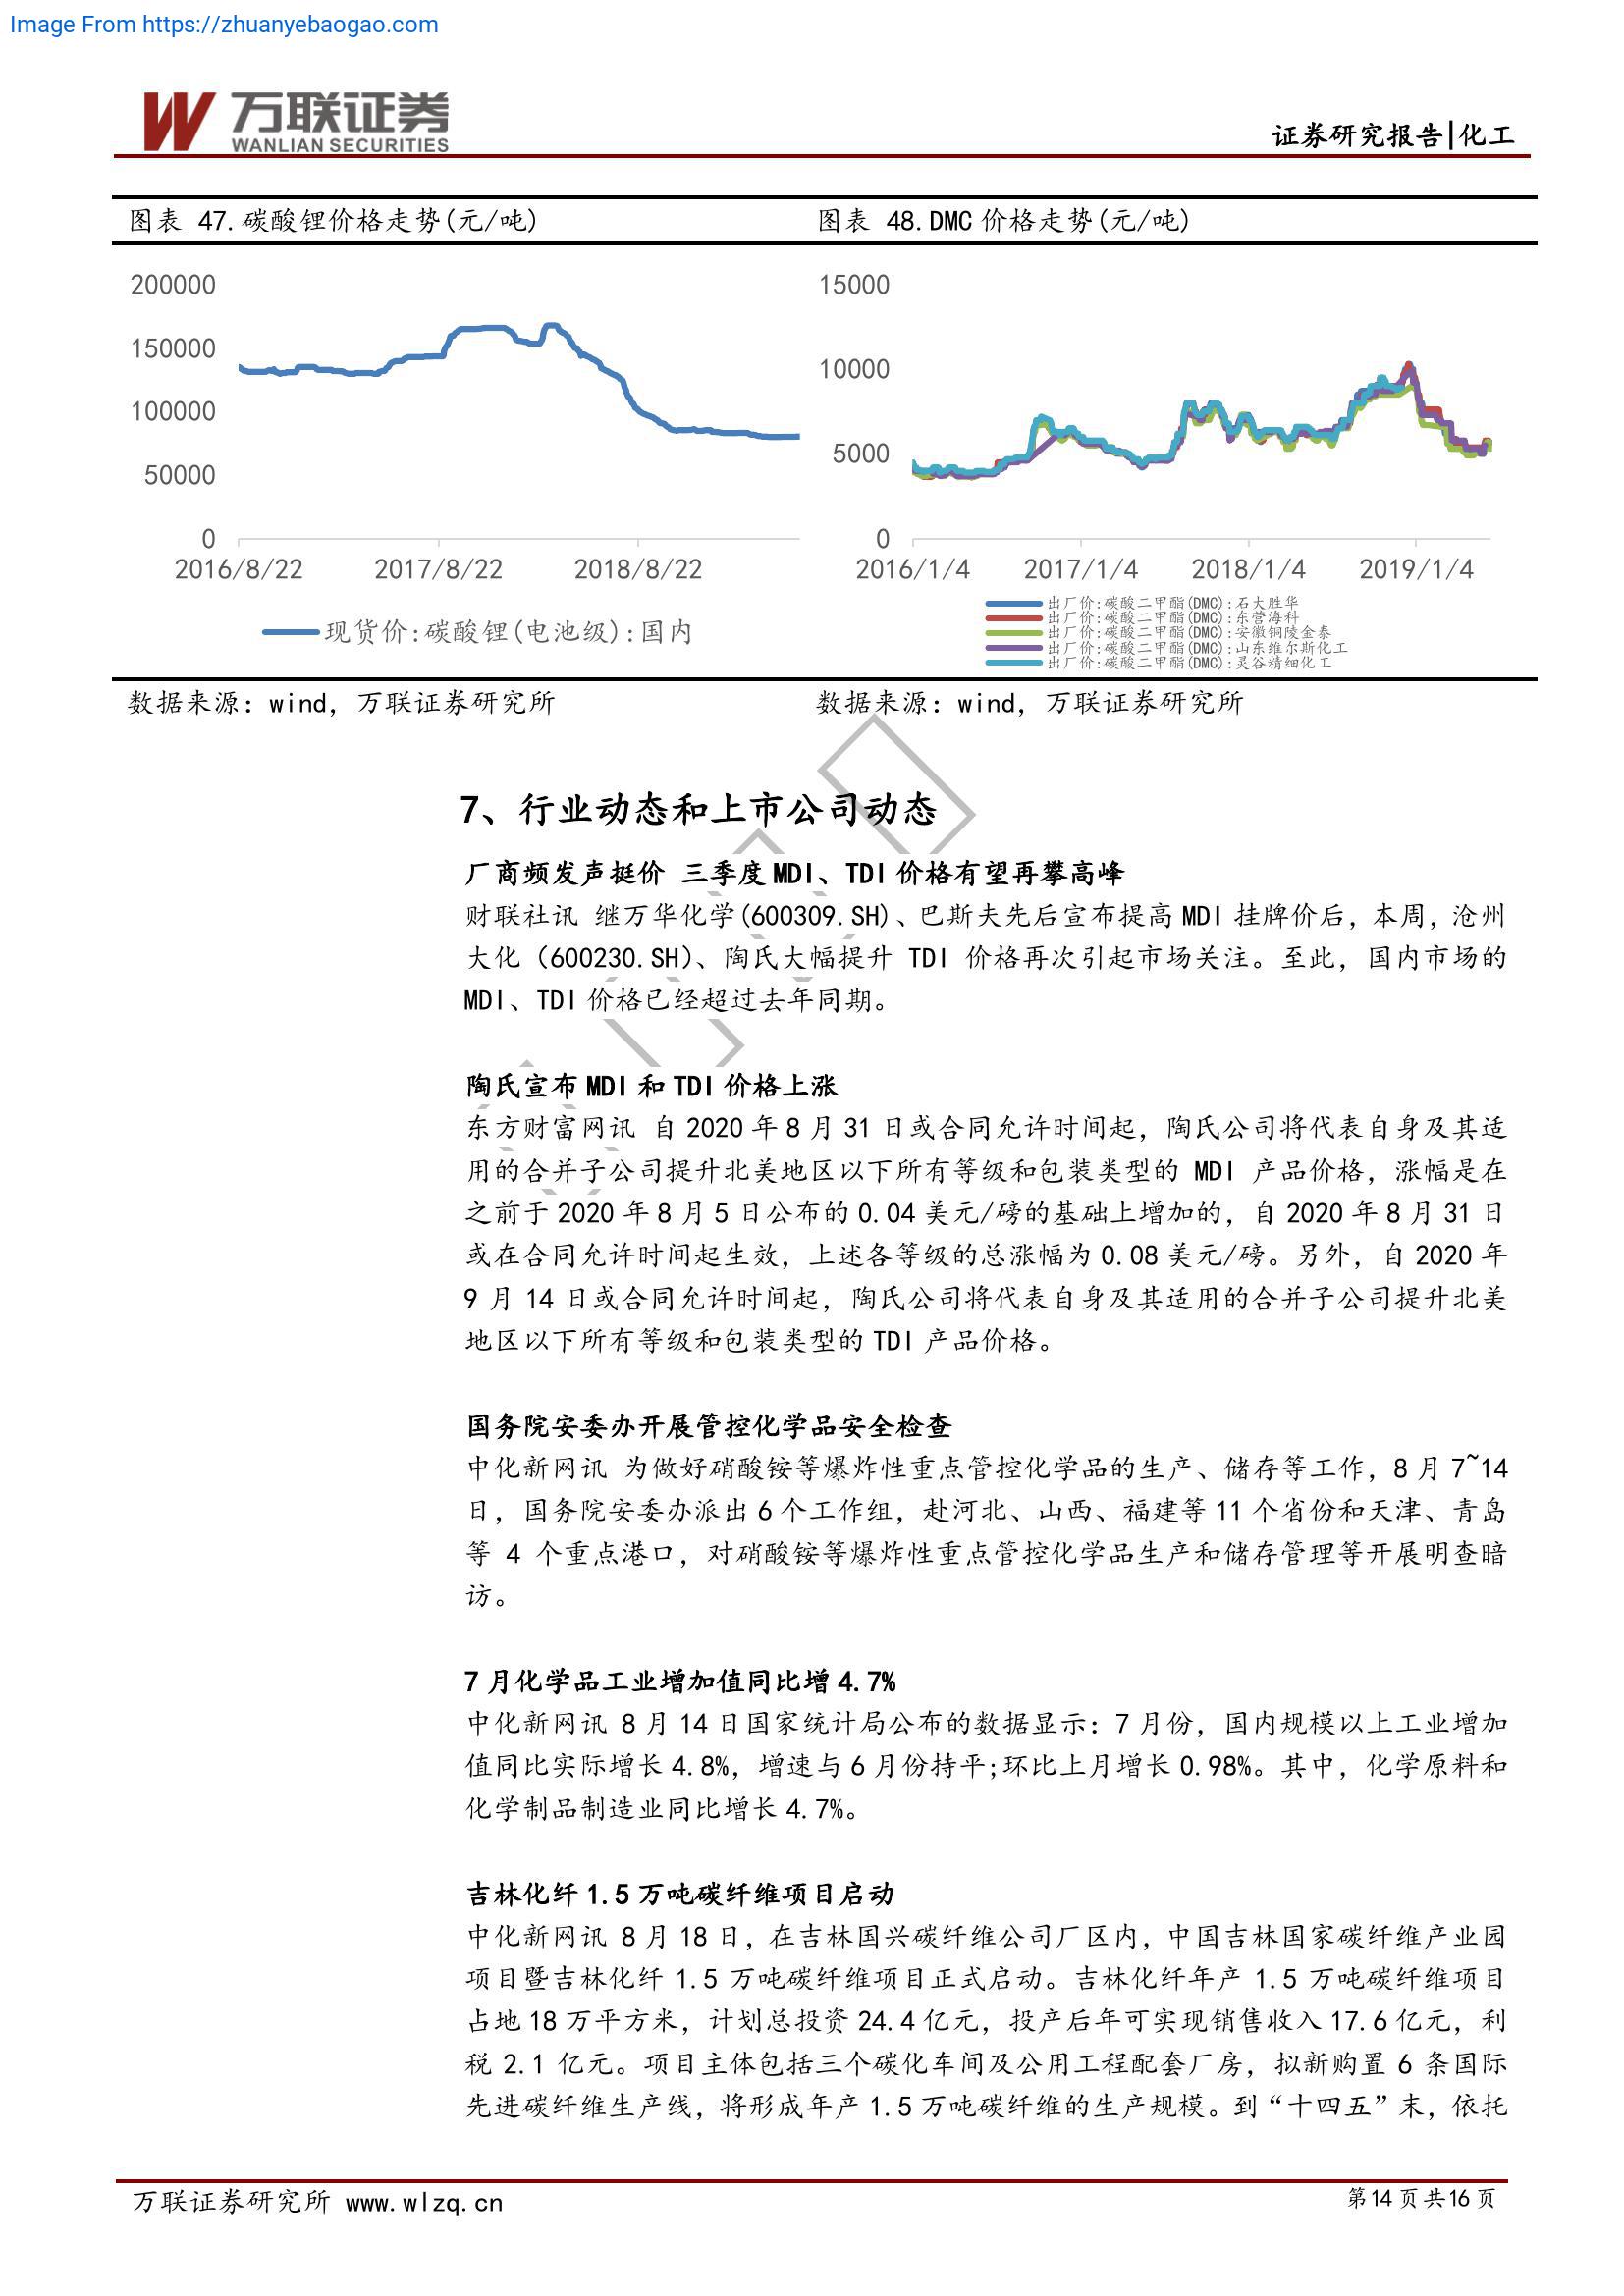 Image From https://zhuanyebaogao.com
万联证券
WANLIAN SECURITIES
证券研究报告|化工
图表 47.碳酸锂价格走势(元/吨)
200000
150000
100000
50000
0
2016/8/22 2017/8/22 2018/8/22
现货价:碳酸锂(电池级):国内
数据来源：wind，万联证券研究所
图表 48.DMC 价格走势(元/吨)
15000
10000
5000
0
2016/1/4 2017/1/4 2018/1/4 2019/1/4
出厂价:碳酸二甲酯(DMC):石大胜华
出厂价:碳酸二甲酯(DMC):东营海科
出厂价:碳酸二甲酯(DMC):安徽铜陵金泰
出厂价:碳酸二甲酯(DMC):山东维尔斯化工
出厂价:碳酸二甲酯(DMC):灵谷精细化工
数据来源：wind，万联证券研究所
7、行业动态和上市公司动态
厂商频发声挺价 三季度 MDI、TDI 价格有望再攀高峰
财联社讯 继万华化学(600309.SH)、巴斯夫先后宣布提高 MDI 挂牌价后，本周，沧州
大化（600230.SH）、陶氏大幅提升 TDI 价格再次引起市场关注。至此，国内市场的
MDI、TDI 价格已经超过去年同期。
陶氏宣布 MDI 和 TDI 价格上涨
东方财富网讯 自 2020 年 8 月 31 日或合同允许时间起，陶氏公司将代表自身及其适
用的合并子公司提升北美地区以下所有等级和包装类型的 MDI 产品价格，涨幅是在
之前于 2020 年 8 月 5 日公布的 0.04 美元/磅的基础上增加的，自 2020 年 8 月 31 日
或在合同允许时间起生效，上述各等级的总涨幅为 0.08 美元/磅。另外，自 2020 年
9 月 14 日或合同允许时间起，陶氏公司将代表自身及其适用的合并子公司提升北美
地区以下所有等级和包装类型的 TDI 产品价格。
国务院安委办开展管控化学品安全检查
中化新网讯 为做好硝酸铵等爆炸性重点管控化学品的生产、储存等工作，8 月 7~14
日，国务院安委办派出 6 个工作组，赴河北、山西、福建等 11 个省份和天津、青岛
等 4 个重点港口，对硝酸铵等爆炸性重点管控化学品生产和储存管理等开展明查暗
访。
7 月化学品工业增加值同比增 4.7%
中化新网讯 8 月 14 日国家统计局公布的数据显示：7 月份，国内规模以上工业增加
值同比实际增长 4.8%，增速与 6 月份持平;环比上月增长 0.98%。其中，化学原料和
化学制品制造业同比增长 4.7%。
吉林化纤 1.5 万吨碳纤维项目启动
中化新网讯 8 月 18 日，在吉林国兴碳纤维公司厂区内，中国吉林国家碳纤维产业园
项目暨吉林化纤 1.5 万吨碳纤维项目正式启动。吉林化纤年产 1.5 万吨碳纤维项目
占地 18 万平方米，计划总投资 24.4 亿元，投产后年可实现销售收入 17.6 亿元，利
税 2.1 亿元。项目主体包括三个碳化车间及公用工程配套厂房，拟新购置 6 条国际
先进碳纤维生产线，将形成年产 1.5 万吨碳纤维的生产规模。到“十四五”末，依托
万联证券研究所 www.wlzq.cn
第 14 页 共 16 页